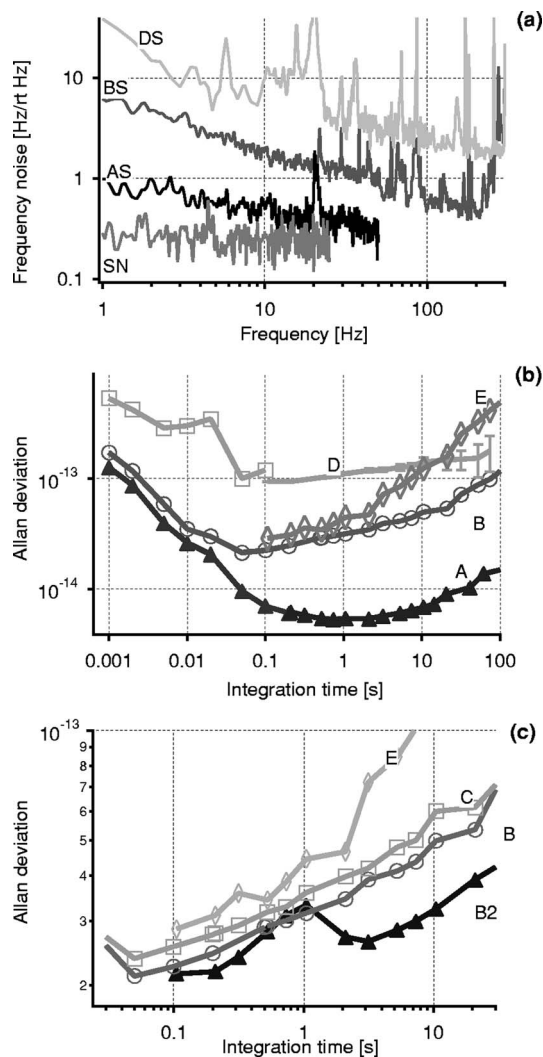 (a)
Frequency noise [Hz/rt Hz]
10
1
0.1
DS
BS
AS
SN
1
10
100
Frequency [Hz]
(b)
Allan deviation
10-13
10-14
E
D
B
A
0.001
0.01
0.1
1
10
100
Integration time [s]
(c)
Allan deviation
10-13
9
8
7
6
5
4
3
2
E
C
B
B2
0.1
1
10
Integration time [s]